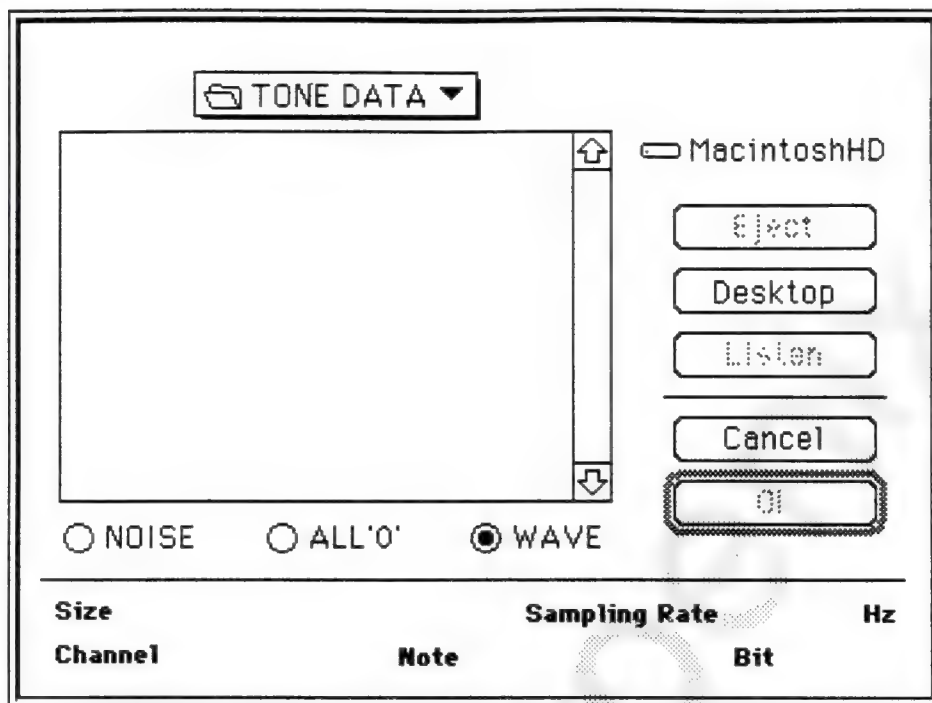 TONE DATA
MacintoshHD
Eject
Desktop
Listen
Cancel
NOISE ALL'0' WAVE
Size Sampling Rate Hz
Channel Note Bit